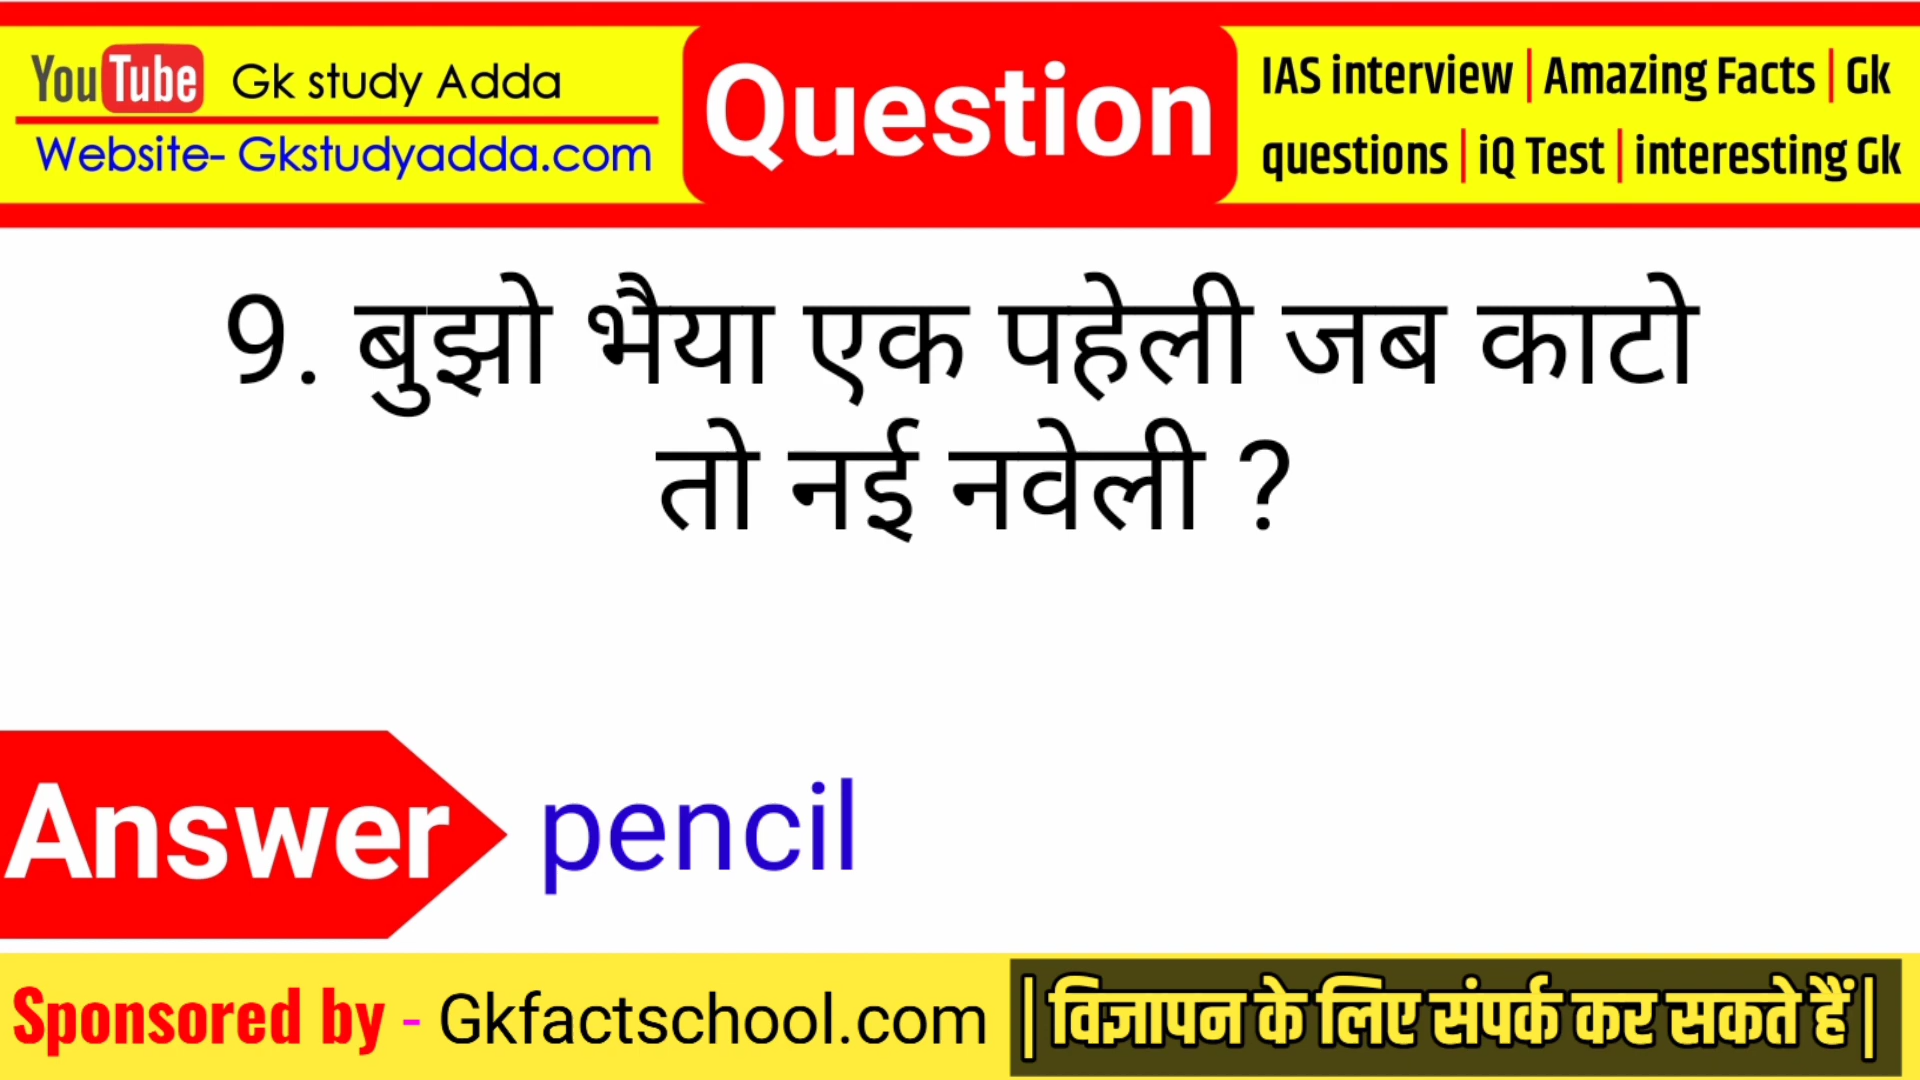 YouTube Gk study Adda
Website- Gkstudyadda.com
Question
IAS interview | Amazing Facts | Gk
questions | iQ Test | interesting Gk
9. बुझो भैया एक पहेली जब काटो
तो नई नवेली ?
Answer pencil
Sponsored by - Gkfactschool.com | विज्ञापन के लिए संपर्क कर सकते हैं |